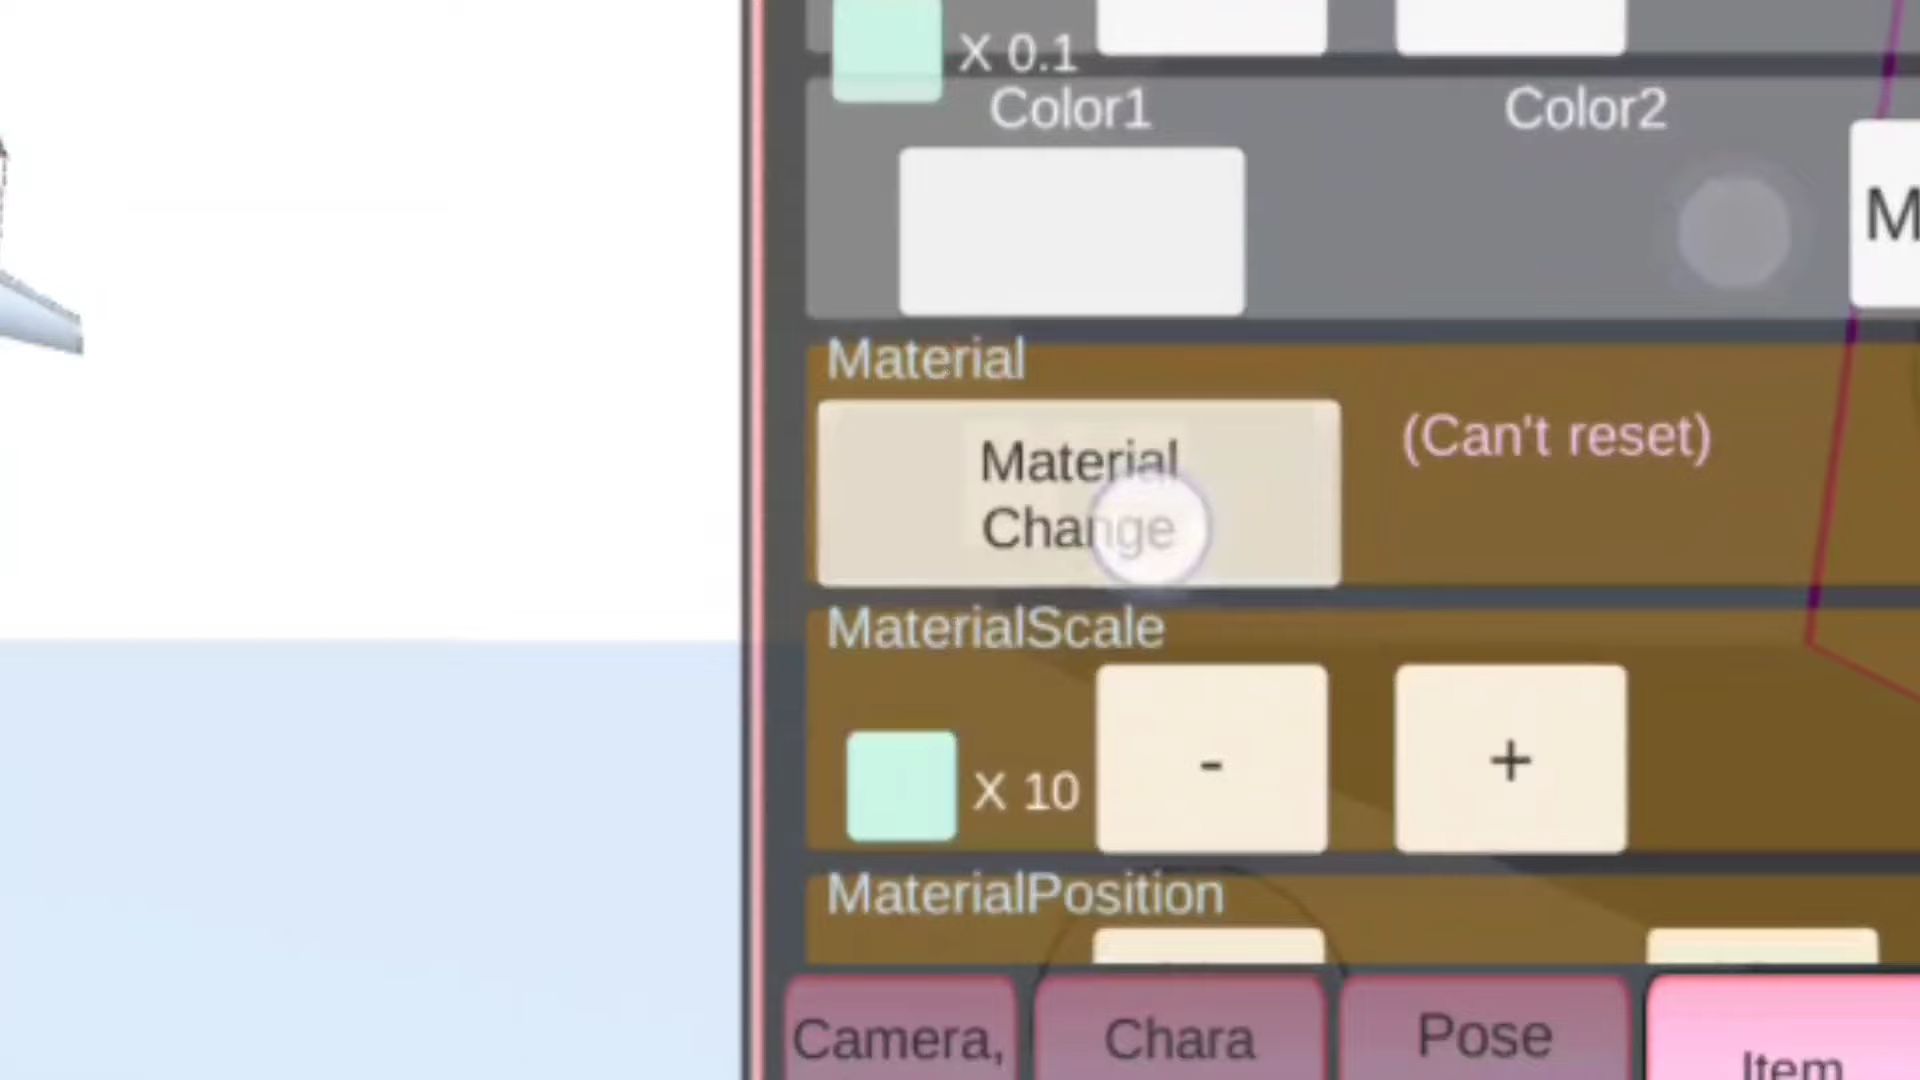 X 0.1
Color1
Color2
M
Material
Material
Change
(Can't reset)
MaterialScale
X 10
-
+
MaterialPosition
Camera,
Chara
Pose
Item